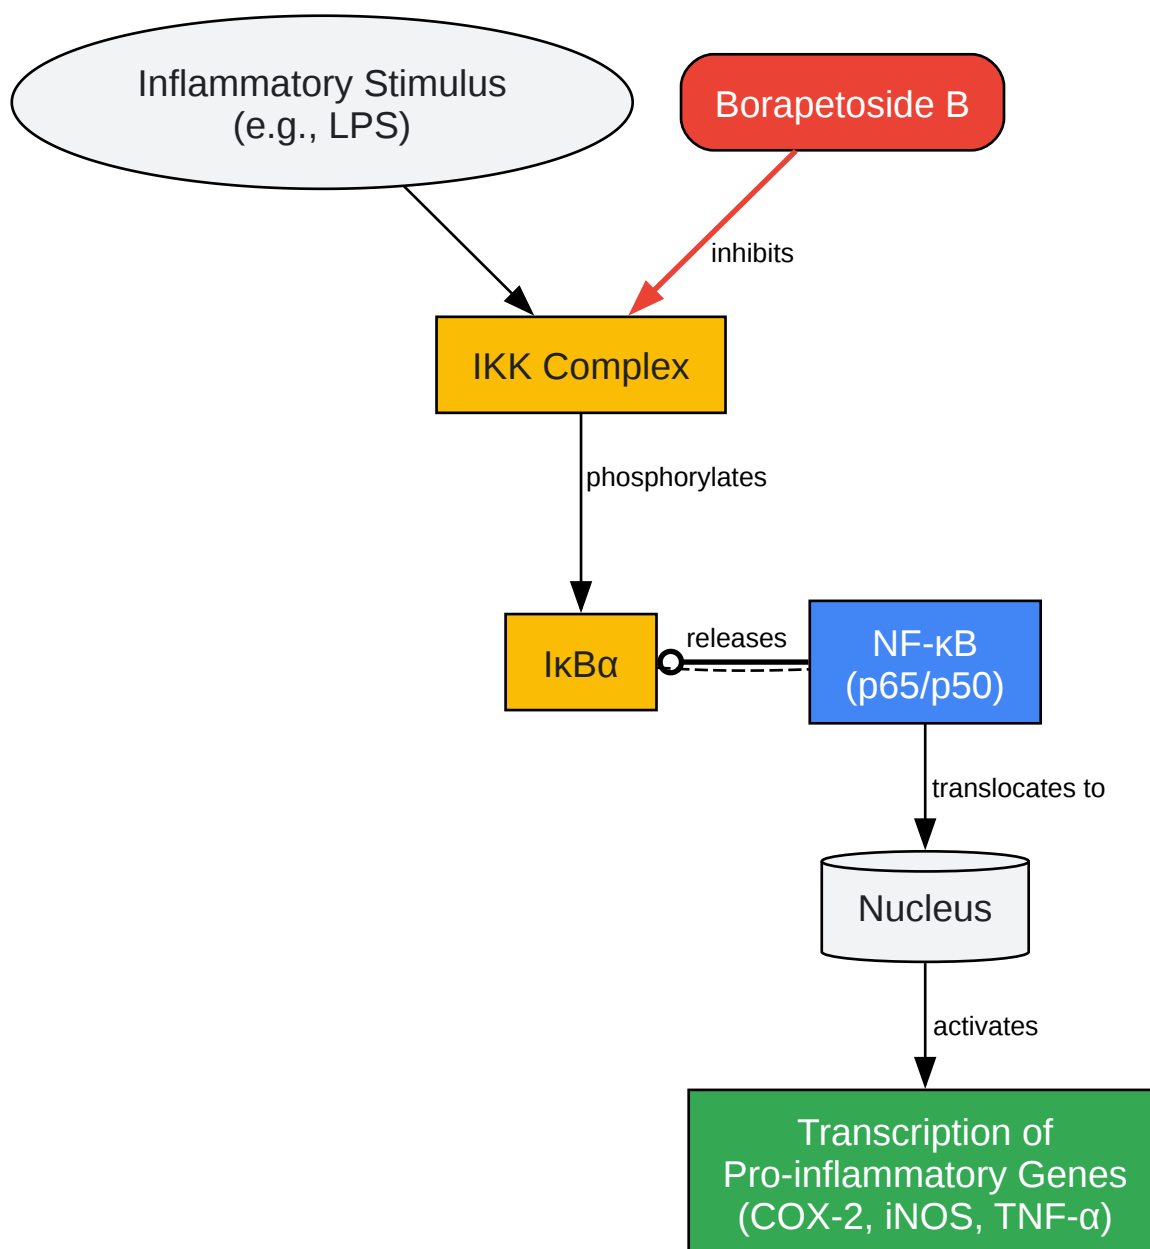 Inflammatory Stimulus
(e.g., LPS)
Borapetoside B
inhibits
IKK Complex
phosphorylates
IκBα
releases
NF-κB
(p65/p50)
translocates to
Nucleus
activates
Transcription of
Pro-inflammatory Genes
(COX-2, iNOS, TNF-α)